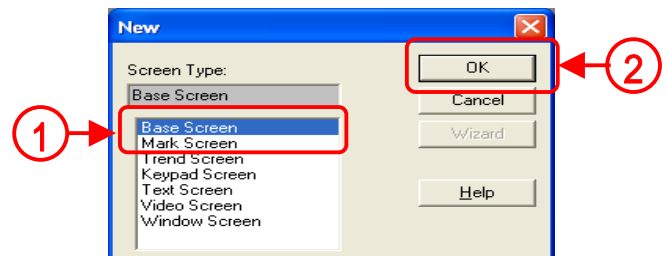 New
Screen Type:
Base Screen
Base Screen
Mark Screen
Trend Screen
Keypad Screen
Text Screen
Video Screen
Window Screen
OK
Cancel
Wizard
Help
1
2